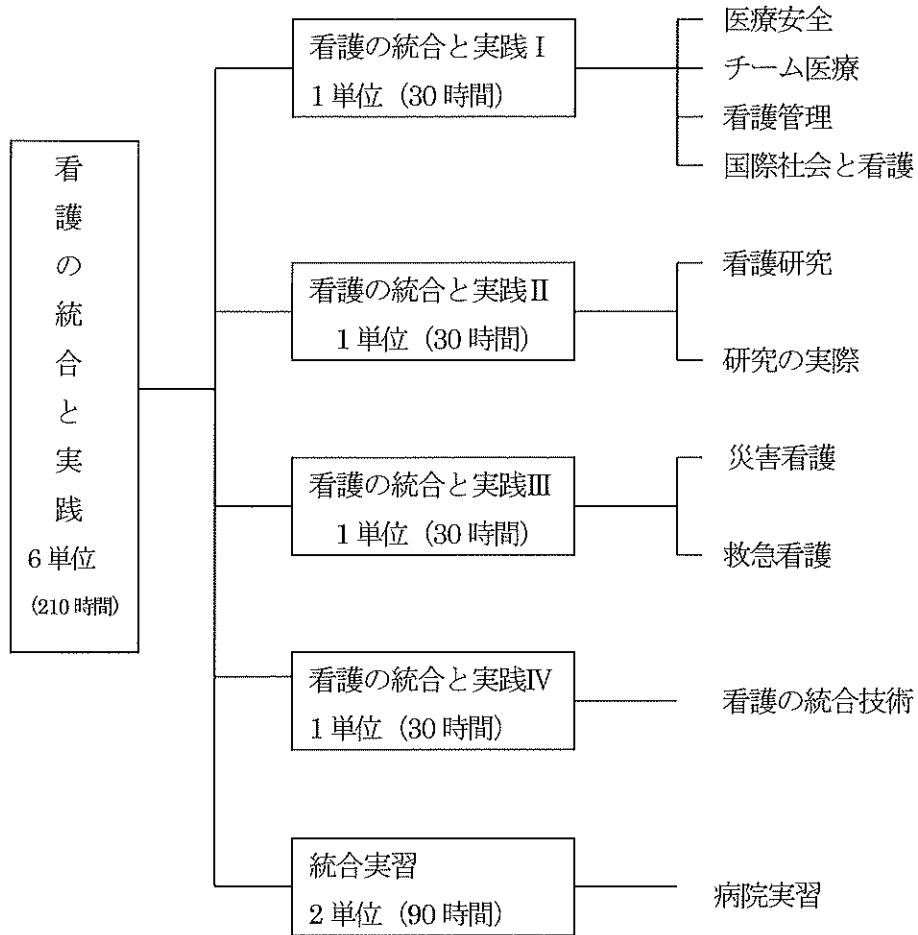 看護の統合と実践
6単位
(210時間)
看護の統合と実践Ⅰ
1単位（30時間）
医療安全
チーム医療
看護管理
国際社会と看護
看護の統合と実践Ⅱ
1単位（30時間）
看護研究
研究の実際
看護の統合と実践Ⅲ
1単位（30時間）
災害看護
救急看護
看護の統合と実践Ⅳ
1単位（30時間）
看護の統合技術
統合実習
2単位（90時間）
病院実習